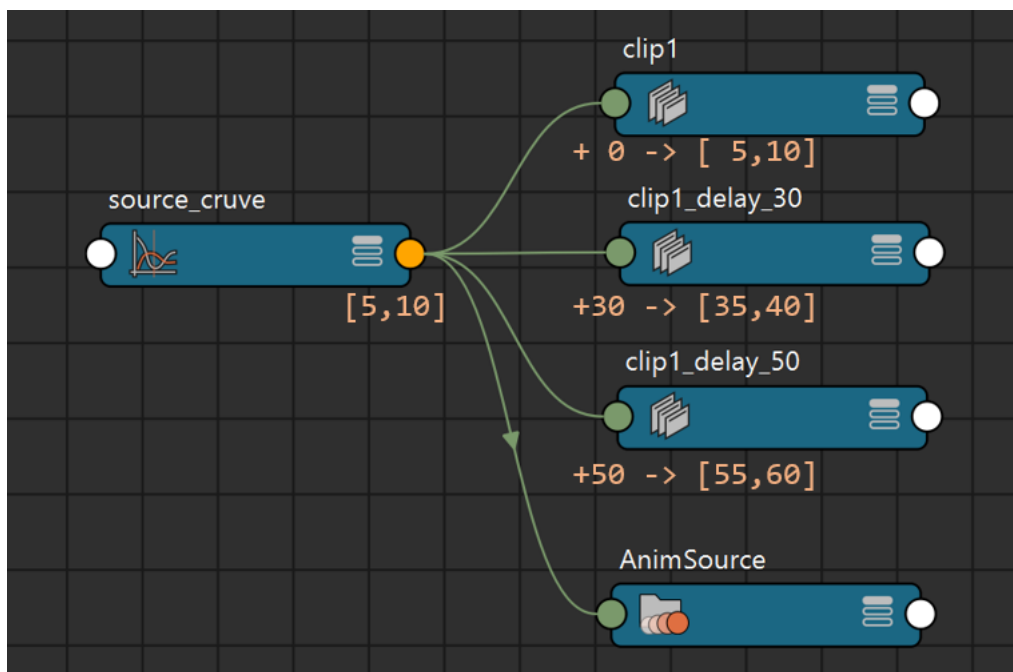 clip1
+ 0 -> [ 5,10]
source_cruve
[5,10]
clip1_delay_30
+30 -> [35,40]
clip1_delay_50
+50 -> [55,60]
AnimSource